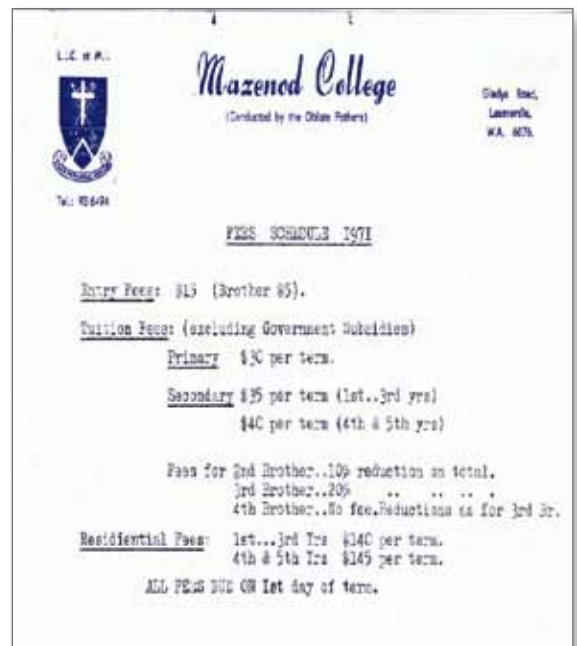 L.J.C. et M.I.
Mazenod College
(Conducted by the Oblate Fathers)
Gladys Road,
Lesmurdie,
W.A. 6076.
Tel.: 93 6494
FEES SCHEDULE 1971
Entry Fees: $15 (Brother $5).
Tuition Fees: (excluding Government Subsidies)
Primary $30 per term.
Secondary $35 per term (1st..3rd yrs)
$40 per term (4th & 5th yrs)
Fees for 2nd Brother..10% reduction on total.
3rd Brother..20% .. .. .. .
4th Brother..No fee.Reductions as for 3rd Br.
Residiential Fees: 1st...3rd Yrs $140 per term.
4th & 5th Yrs $145 per term.
ALL FEES DUE ON 1st day of term.